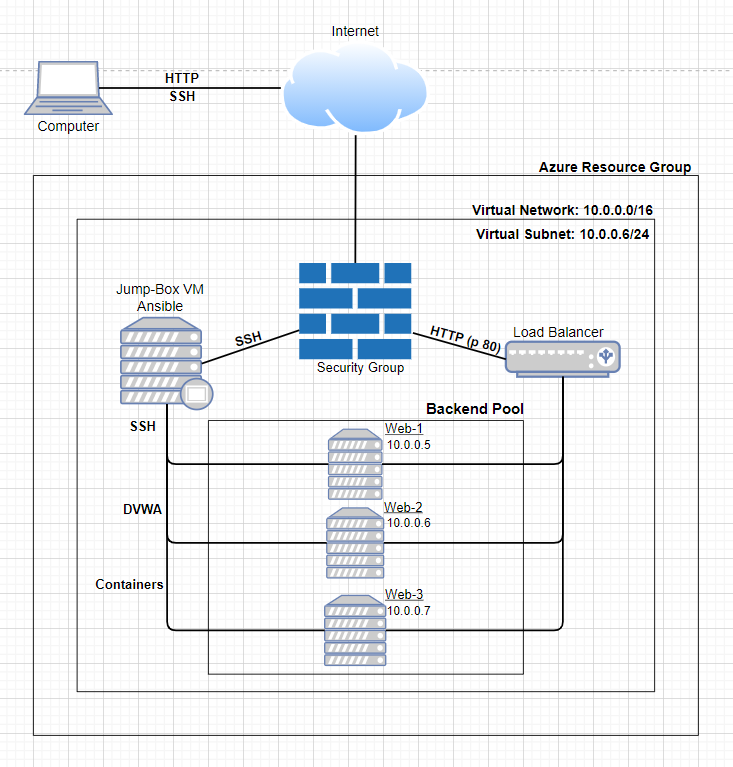 Internet
HTTP
SSH
Computer
Azure Resource Group
Virtual Network: 10.0.0.0/16
Virtual Subnet: 10.0.0.6/24
Jump-Box VM
Ansible
SSH
HTTP (p 80)
Load Balancer
Security Group
Backend Pool
SSH
Web-1
10.0.0.5
DVWA
Web-2
10.0.0.6
Containers
Web-3
10.0.0.7